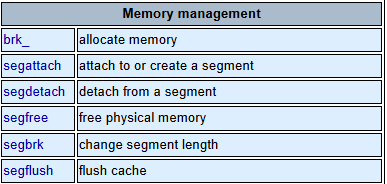 Memory management
brk_ allocate memory
segattach attach to or create a segment
segdetach detach from a segment
segfree free physical memory
segbrk change segment length
segflush flush cache